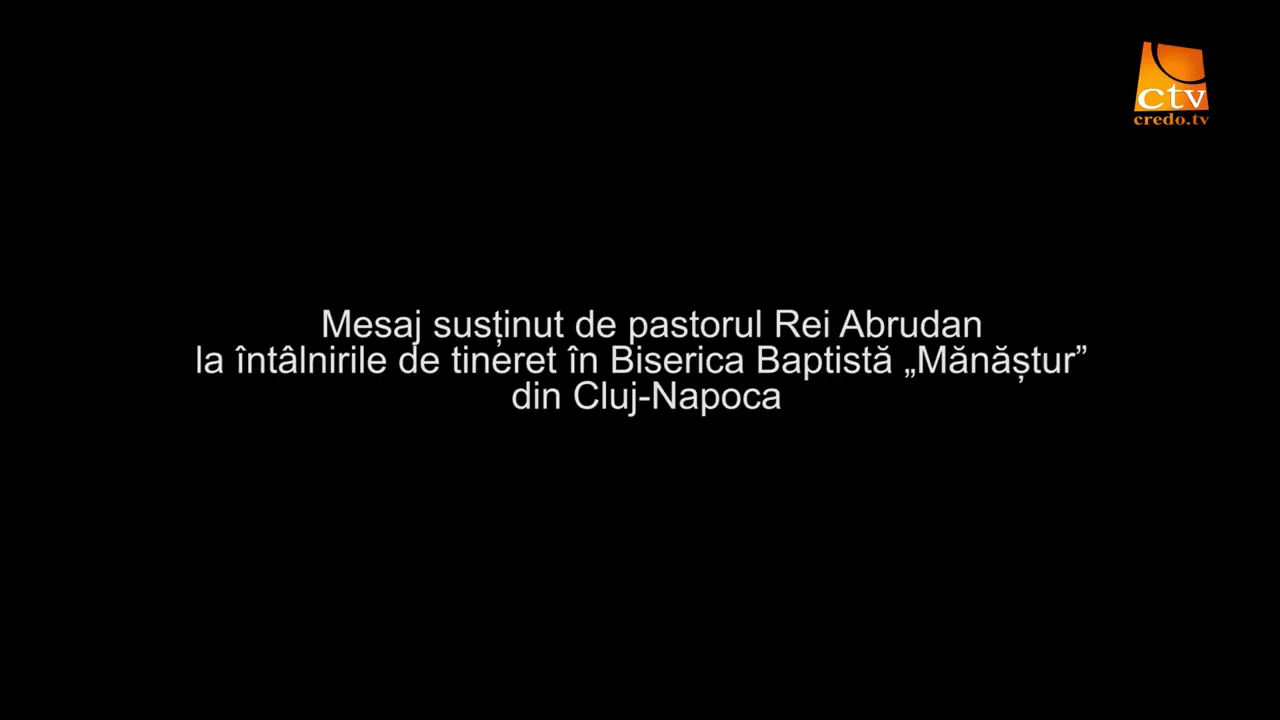 ctv
credo.tv
Mesaj susținut de pastorul Rei Abrudan
la întâlnirile de tineret în Biserica Baptistă „Mănăștur”
din Cluj-Napoca